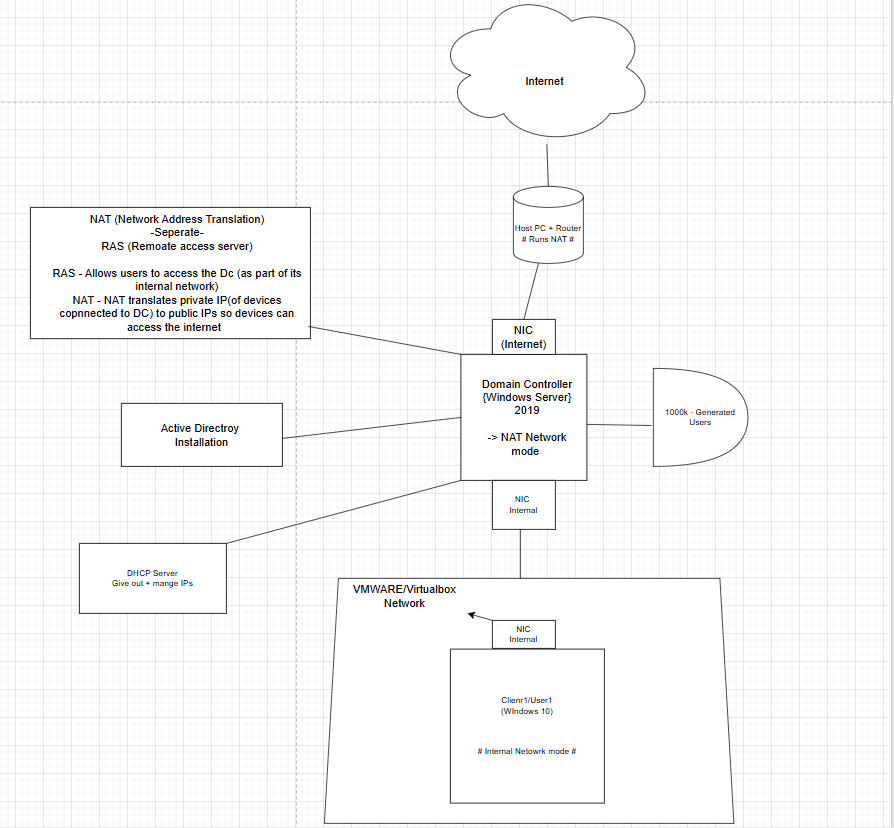 Internet
Host PC + Router
# Runs NAT #
NAT (Network Address Translation)
-Seperate-
RAS (Remoate access server)
RAS - Allows users to access the Dc (as part of its
internal network)
NAT - NAT translates private IP(of devices
copnnected to DC) to public IPs so devices can
access the internet
NIC
(Internet)
Domain Controller
{Windows Server}
2019
-> NAT Network
mode
1000k - Generated
Users
Active Directroy
Installation
NIC
Internal
DHCP Server
Give out + mange IPs
VMWARE/Virtualbox
Network
NIC
Internal
Clienr1/User1
(WIndows 10)
# Internal Netowrk mode #